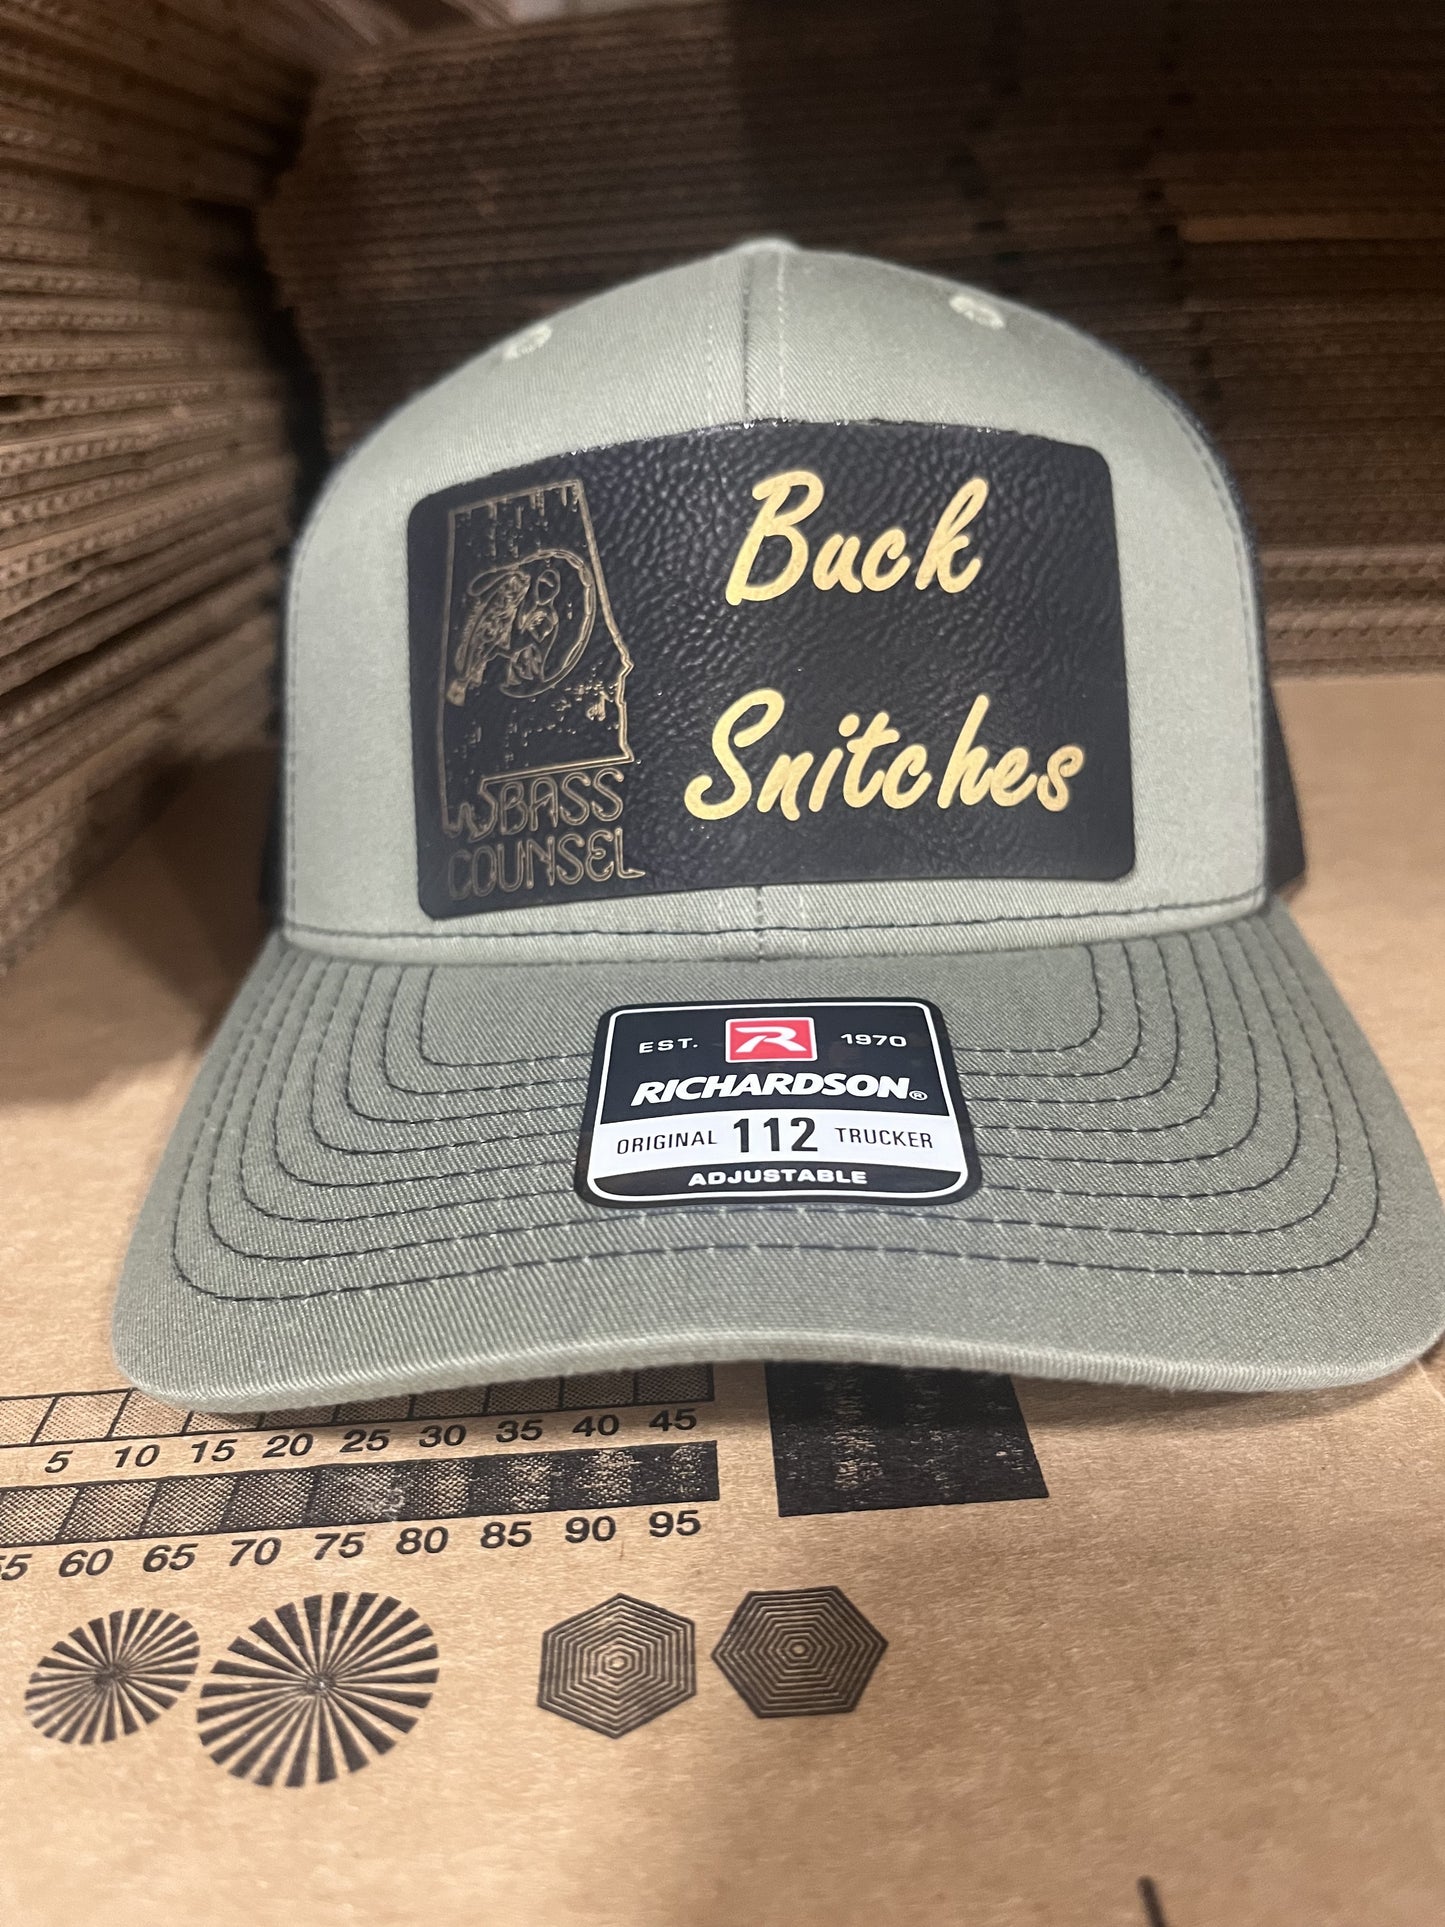 Buck
Snitches
BASS
COUNSEL
EST. R 1970
RICHARDSON®
ORIGINAL 112 TRUCKER
ADJUSTABLE
5 10 15 20 25 30 35 40 45
60 65 70 75 80 85 90 95